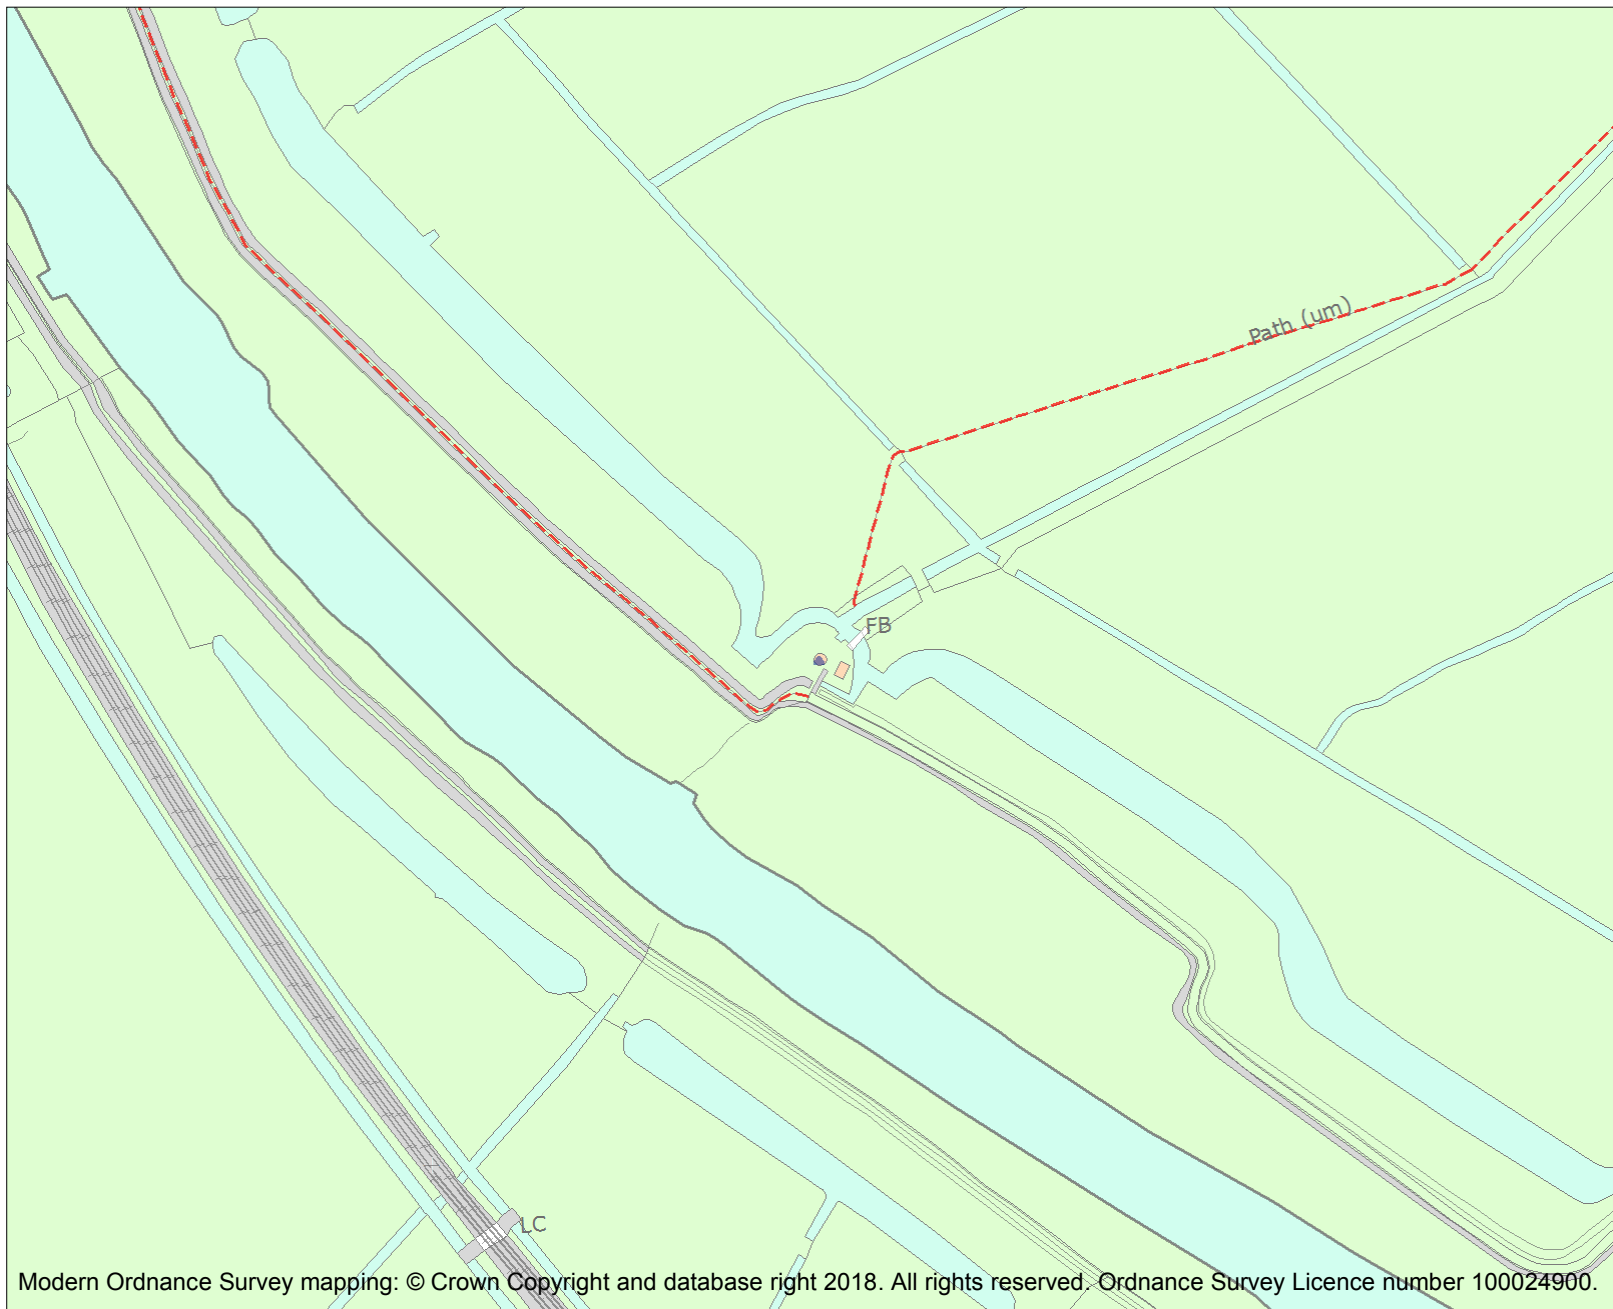 Path (um)
FB
LC
Modern Ordnance Survey mapping: © Crown Copyright and database right 2018. All rights reserved. Ordnance Survey Licence number 100024900.